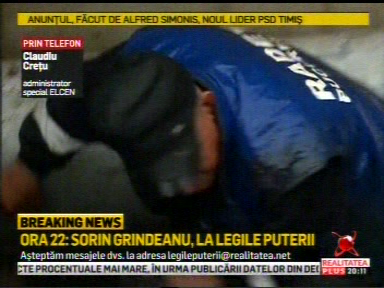 ANUNȚUL, FĂCUT DE ALFRED SIMONIS, NOUL LIDER PSD TIMIȘ
PRIN TELEFON
Claudiu
Crețu
administrator
special ELCEN
BREAKING NEWS
ORA 22: SORIN GRINDEANU, LA LEGILE PUTERII
Așteptăm mesajele dvs. la adresa legileputerii@realitatea.net
CTE PROCENTUALE MAI MARE, ÎN URMA PUBLICĂRII DATELOR DIN DEC
REALITATEA
PLUS 20:11